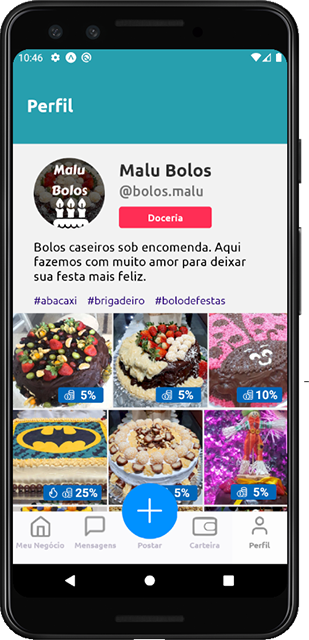 10:46
Perfil
Malu
Bolos
Malu Bolos
@bolos.malu
Doceria
Bolos caseiros sob encomenda. Aqui
fazemos com muito amor para deixar
sua festa mais feliz.
#abacaxi #brigadeiro #bolodefestas
5% 5% 10%
25% 5% 5%
Meu Negócio Mensagens Postar Carteira Perfil